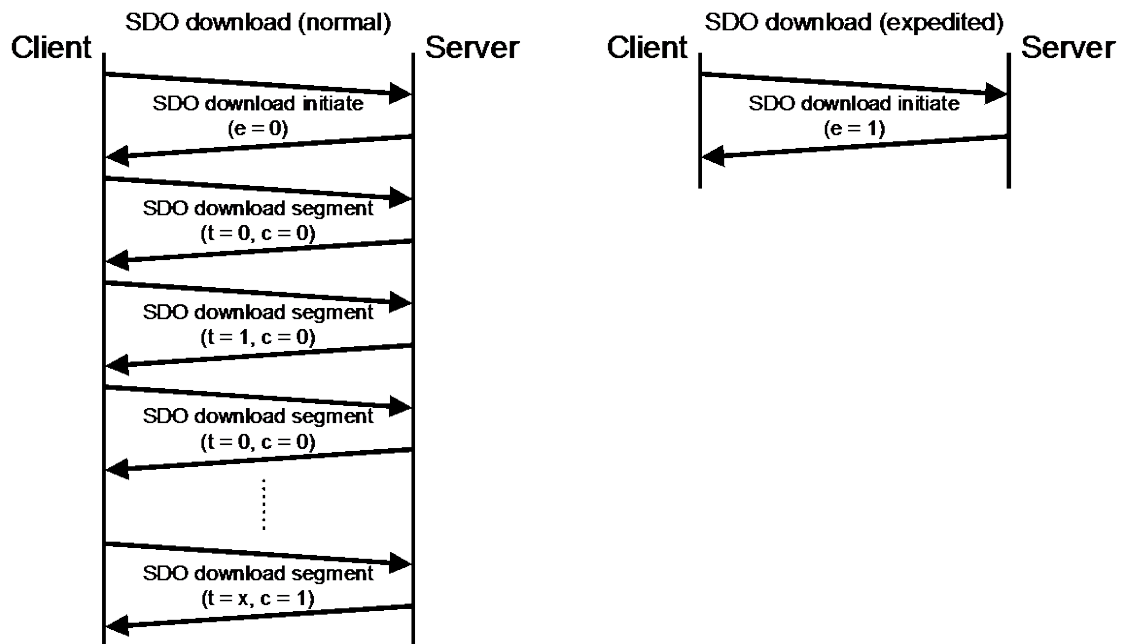 SDO download (normal)
Client
Server
SDO download initiate
(e = 0)
SDO download segment
(t = 0, c = 0)
SDO download segment
(t = 1, c = 0)
SDO download segment
(t = 0, c = 0)
SDO download segment
(t = x, c = 1)
SDO download (expedited)
Client
Server
SDO download initiate
(e = 1)